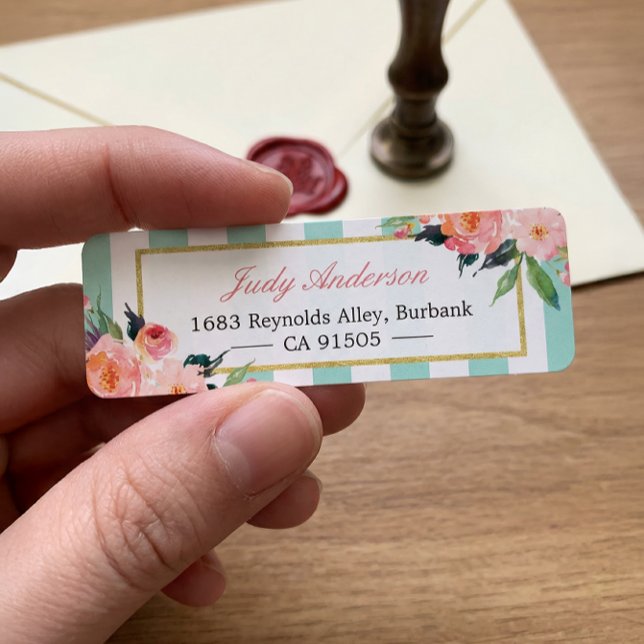 Judy Anderson
1683 Reynolds Alley, Burbank
CA 91505